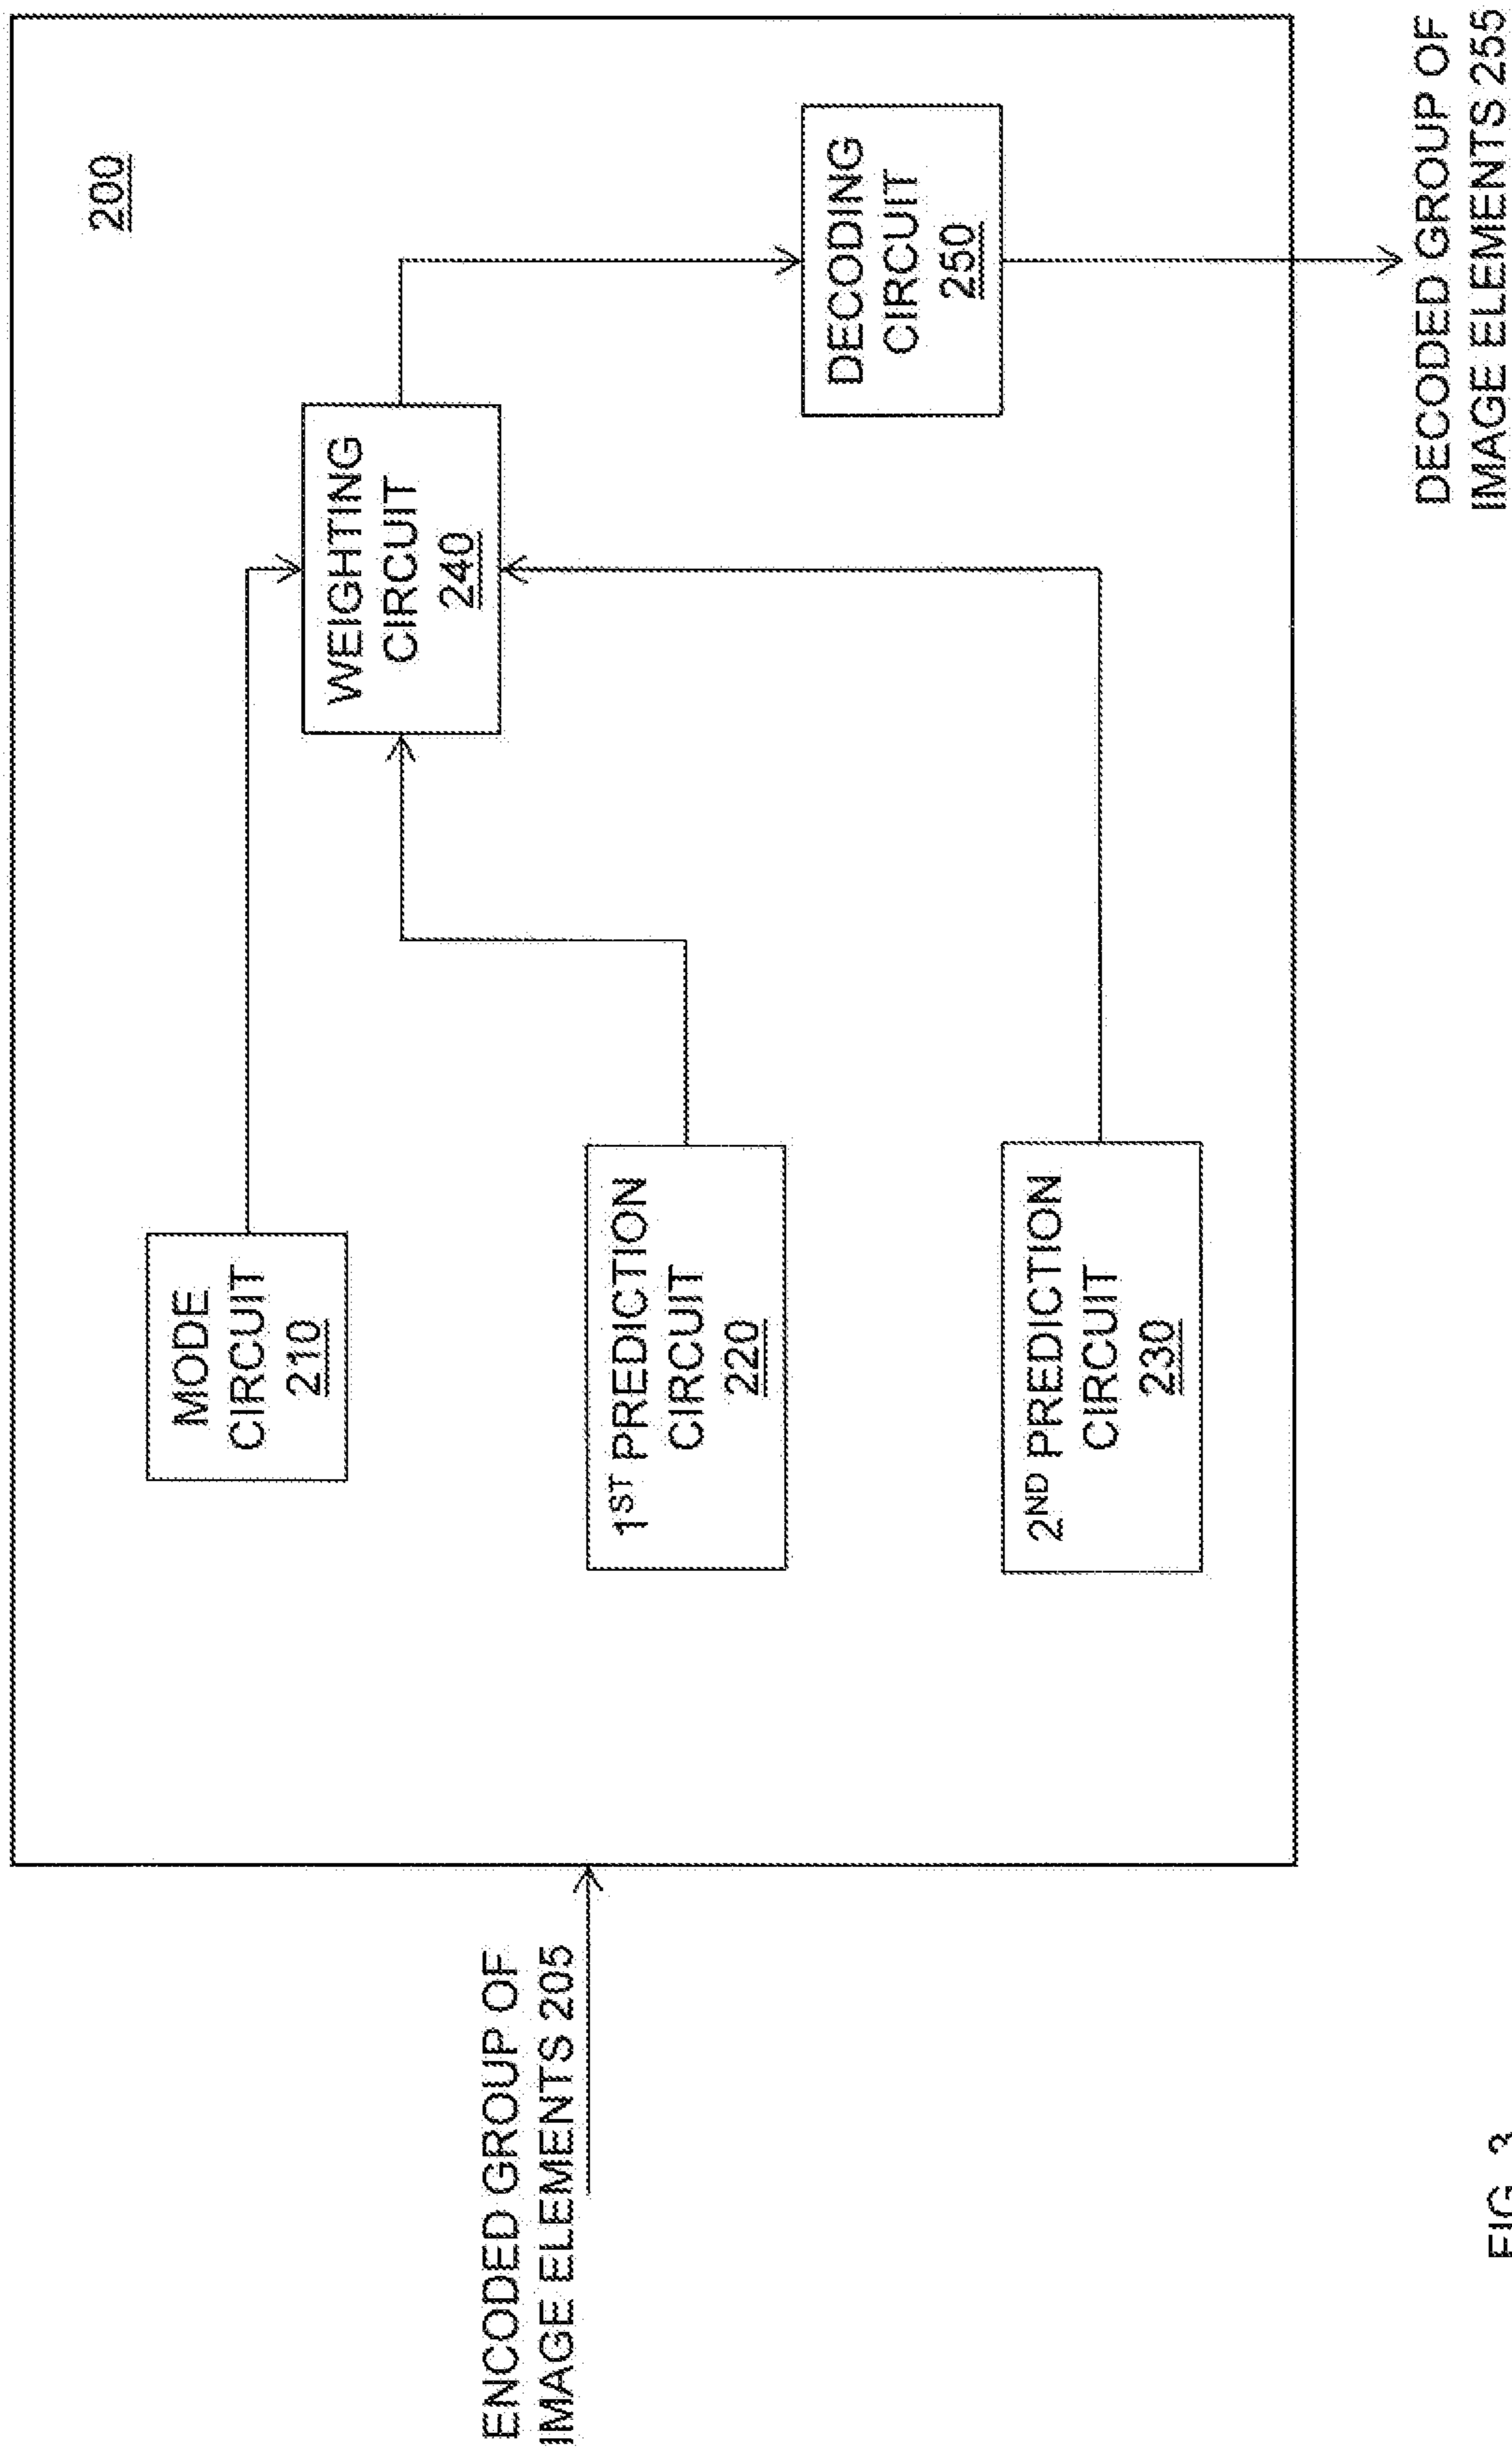 200
MODE
CIRCUIT
210
1ST PREDICTION
CIRCUIT
220
2ND PREDICTION
CIRCUIT
230
WEIGHTING
CIRCUIT
240
DECODING
CIRCUIT
250
ENCODED GROUP OF
IMAGE ELEMENTS 205
DECODED GROUP OF
IMAGE ELEMENTS 255
FIG. 3